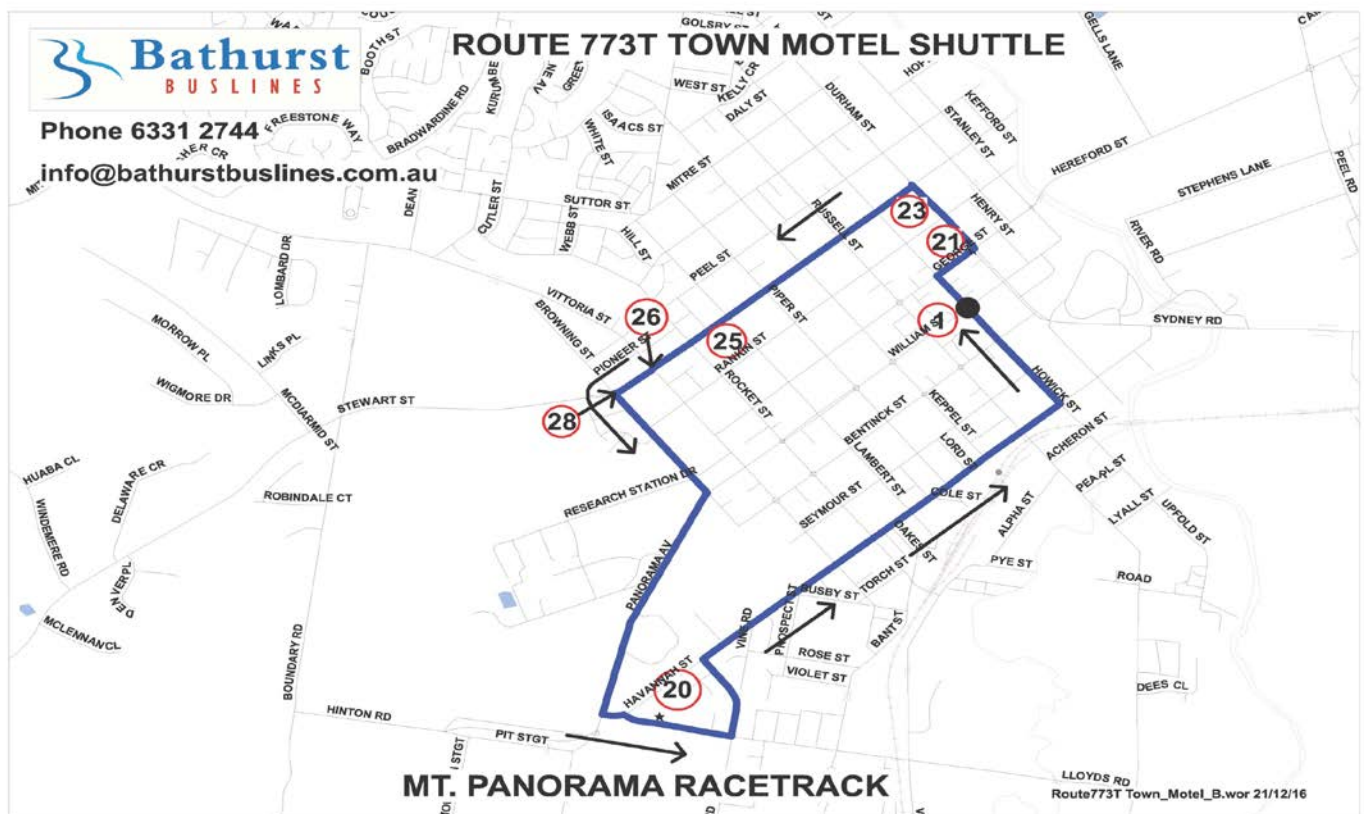 Bathurst
BUSLINES
ROUTE 773T TOWN MOTEL SHUTTLE
Phone 6331 2744
info@bathurstbuslines.com.au
BOOTH ST
GOLSBY ST
WEST ST
KELLY CR
DALY ST
DURHAM ST
GELLS LANE
KEFFORD ST
STANLEY ST
HEREFORD ST
PEEL RD
STEPHENS LANE
FREESTONE WAY
BRADWARDINE RD
ISAACS ST
WHITE ST
MITRE ST
SUTTOR ST
CUTLER ST
WEBB ST
DEAN
HILL ST
HENRY ST
RIVER RD
RUSSELL ST
23
21
GEORGE ST
LOMBARD DR
PEEL ST
VITTORIA ST
BROWNING ST
PIPER ST
26
PIONEER ST
25
RANKIN ST
WILLIAM ST
SYDNEY RD
MORROW PL
LINKS PL
WIGMORE DR
MCDIARMID ST
STEWART ST
ROCKET ST
HOWICK ST
KEPPEL ST
28
BENTINCK ST
LORD ST
ACHERON ST
LAMBERT ST
HUABA CL
DELAWARE CR
ROBINDALE CT
RESEARCH STATION DR
SEYMOUR ST
COLE ST
PEARL ST
LYALL ST
UPFOLD ST
ALPHA ST
WINDEMERE RD
OAKES ST
DENVER PL
PANORAMA AV
TORCH ST
PYE ST
ROAD
BUSBY ST
PROSPECT ST
MCLENNAN CL
VINE RD
BANT ST
BOUNDARY RD
ROSE ST
VIOLET ST
HAVANNAH ST
20
DEES CL
HINTON RD
PIT STGT
LLOYDS RD
MT. PANORAMA RACETRACK
Route773T Town_Motel_B.wor 21/12/16